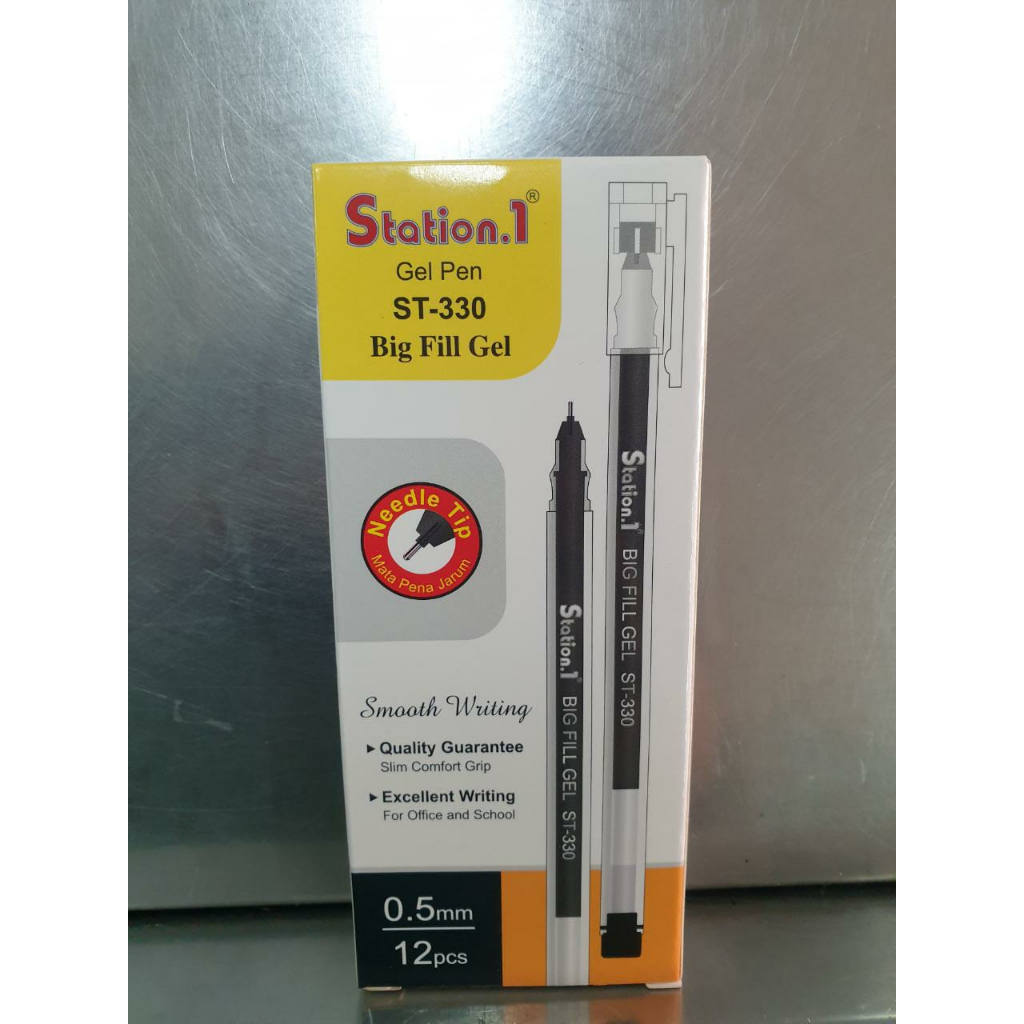 Station.1®
Gel Pen
ST-330
Big Fill Gel
Needle Tip
Mata Pena Jarum
Smooth Writing
▸ Quality Guarantee
Slim Comfort Grip
▸ Excellent Writing
For Office and School
0.5mm
12pcs
Station.1® BIG FILL GEL ST-330
Station.1® BIG FILL GEL ST-330